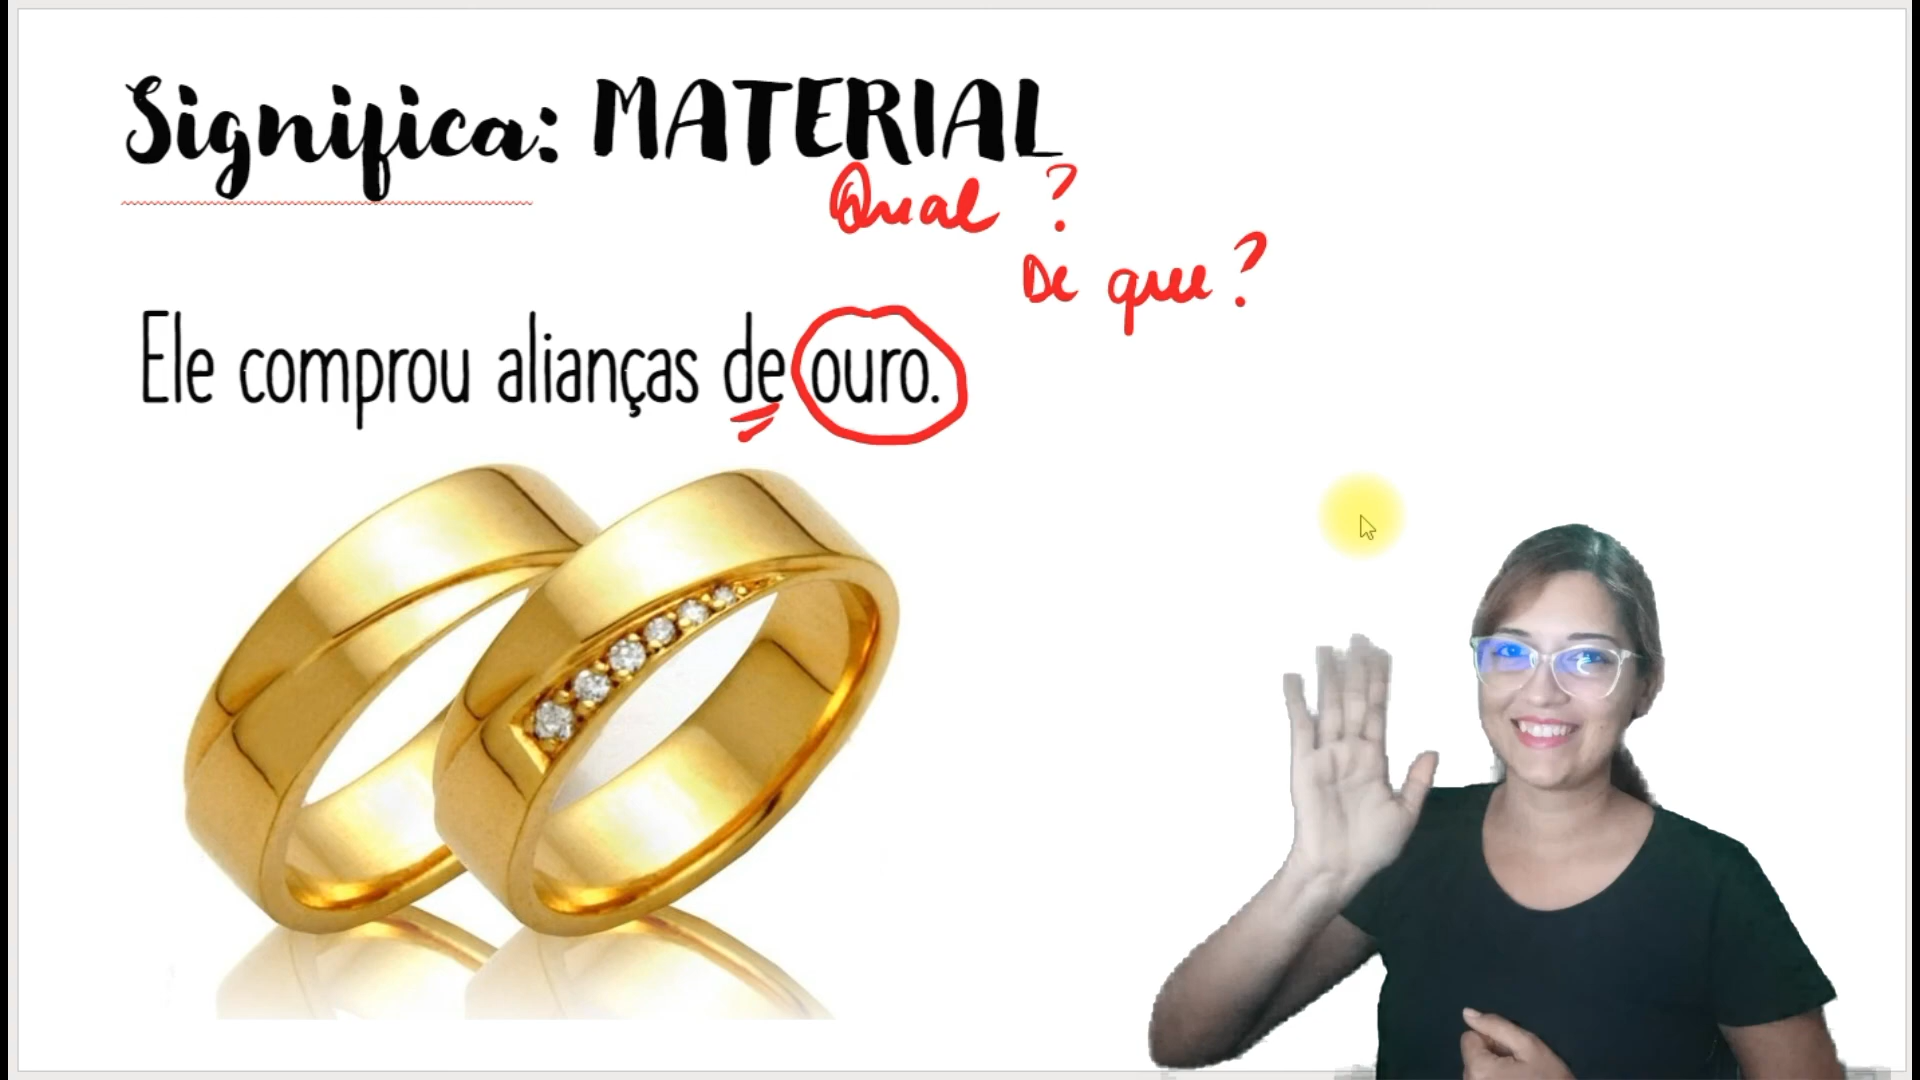 Significa: MATERIAL
Qual ?
De que ?
Ele comprou alianças de ouro.